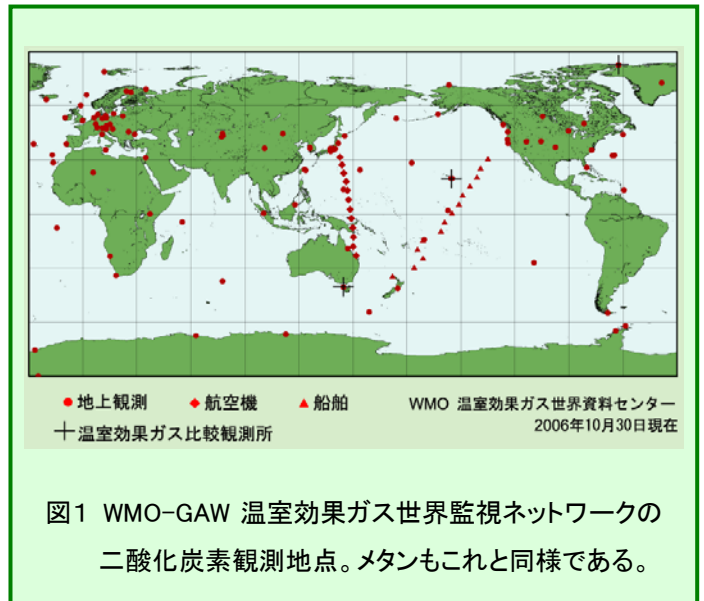 ●地上観測 ◆航空機 ▲船舶 WMO 温室効果ガス世界資料センター
＋温室効果ガス比較観測所 2006年10月30日現在
図1 WMO-GAW 温室効果ガス世界監視ネットワークの
二酸化炭素観測地点。メタンもこれと同様である。